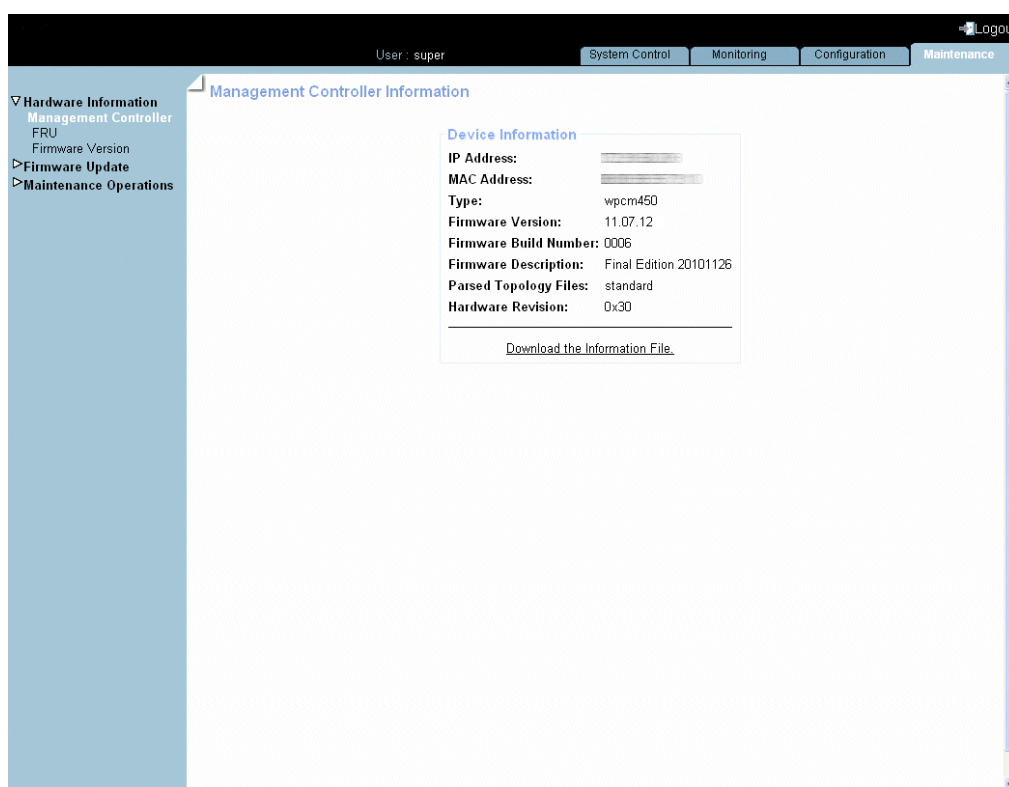 Logou
User : super
System Control
Monitoring
Configuration
Maintenance
Hardware Information
Management Controller
FRU
Firmware Version
Firmware Update
Maintenance Operations
Management Controller Information
Device Information
IP Address:
MAC Address:
Type: wpcm450
Firmware Version: 11.07.12
Firmware Build Number: 0006
Firmware Description: Final Edition 20101126
Parsed Topology Files: standard
Hardware Revision: 0x30
Download the Information File.